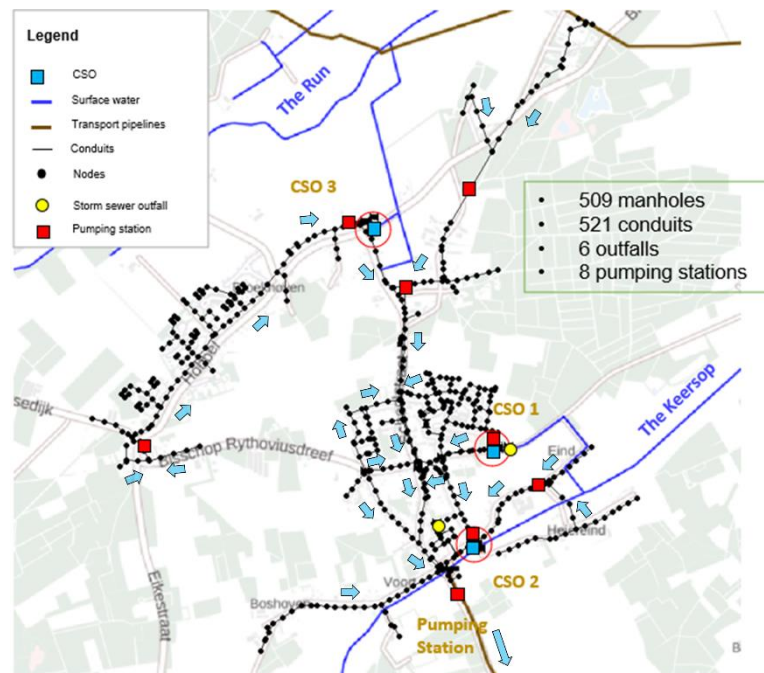 Legend
CSO
Surface water
Transport pipelines
Conduits
Nodes
Storm sewer outfall
Pumping station
The Run
CSO 3
509 manholes
521 conduits
6 outfalls
8 pumping stations
CSO 1
The Keersop
sedijk
Bisschop Rythoviusdreef
Eind
CSO 2
Voort
Boshoven
Eikestraat
Pumping
Station